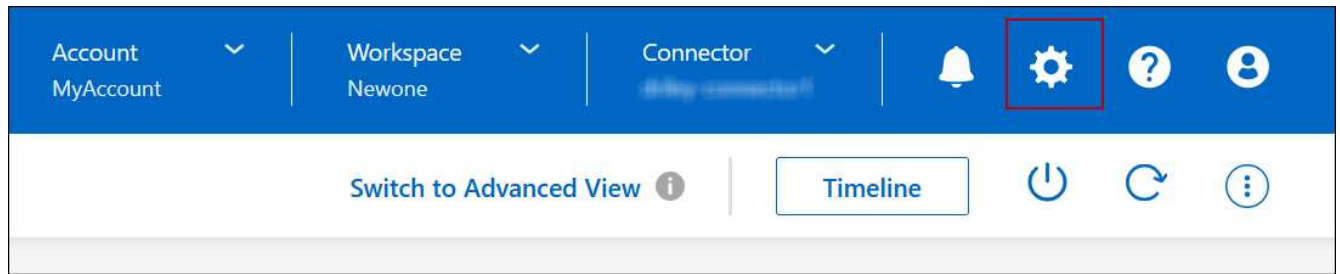 Account
MyAccount
Workspace
Newone
Connector
Switch to Advanced View
Timeline